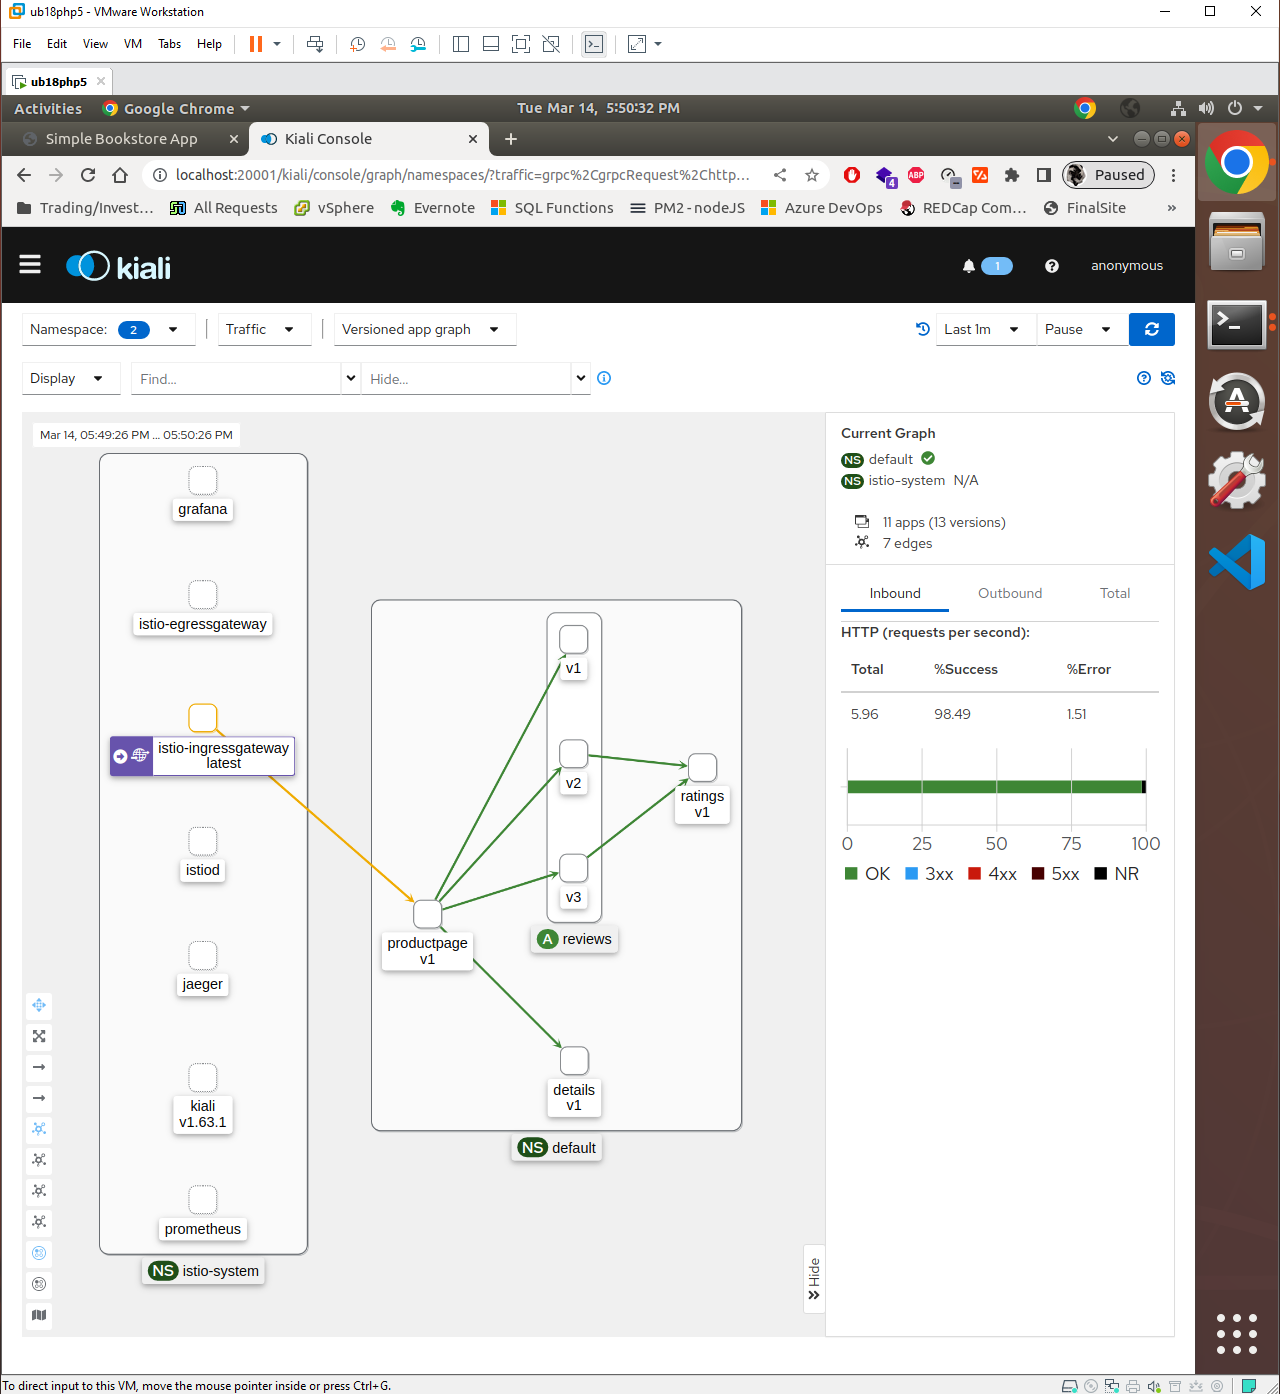 ub18php5 - VMware Workstation
File Edit View VM Tabs Help
ub18php5
Activities Google Chrome Tue Mar 14, 5:50:32 PM
Simple Bookstore App Kiali Console
localhost:20001/kiali/console/graph/namespaces/?traffic=grpc%2CgrpcRequest%2Chttp... 4 ABP Paused
Trading/Invest... All Requests vSphere Evernote SQL Functions PM2 - nodeJS Azure DevOps REDCap Com... FinalSite »
kiali 1 anonymous
Namespace: 2 Traffic Versioned app graph Last 1m Pause
Display Find... Hide...
Mar 14, 05:49:26 PM ... 05:50:26 PM
grafana
istio-egressgateway
istio-ingressgateway
latest
istiod
jaeger
kiali
v1.63.1
prometheus
NS istio-system
v1
v2
v3
A reviews
ratings
v1
productpage
v1
details
v1
NS default
Hide
Current Graph
NS default
NS istio-system N/A
11 apps (13 versions)
7 edges
Inbound Outbound Total
HTTP (requests per second):
Total %Success %Error
5.96 98.49 1.51
0 25 50 75 100
OK 3xx 4xx 5xx NR
To direct input to this VM, move the mouse pointer inside or press Ctrl+G.